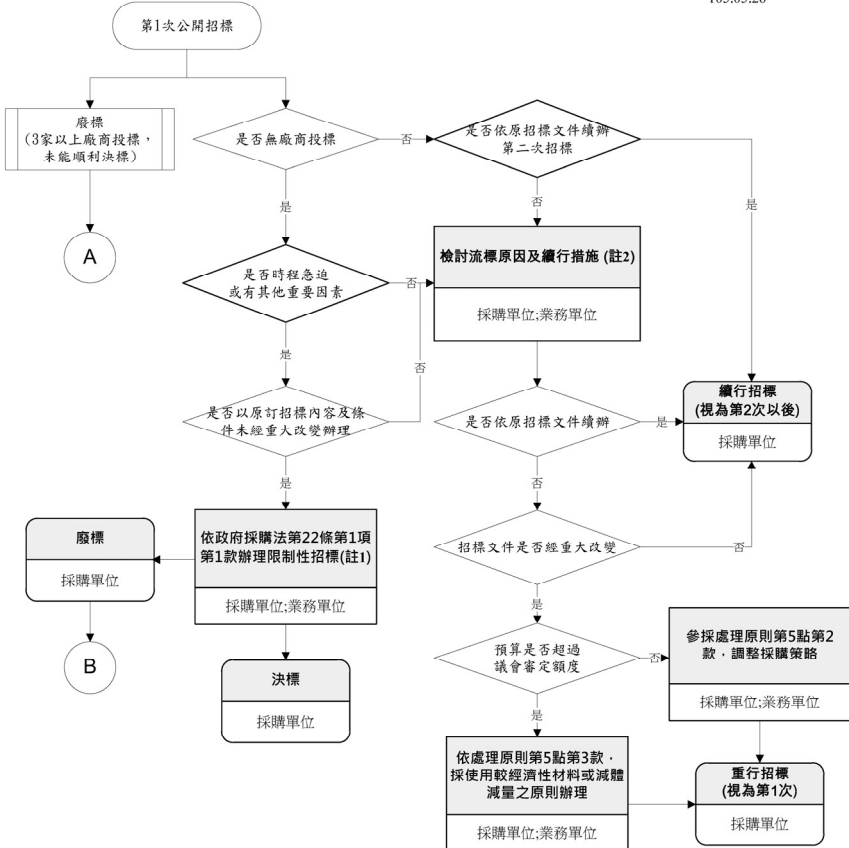 105.05.26
第1次公開招標
廢標
(3家以上廠商投標，
未能順利決標)
是否無廠商投標
否
是否依原招標文件續辦
第二次招標
是
否
是
A
檢討流標原因及續行措施 (註2)
採購單位;業務單位
是否時程急迫
或有其他重要因素
否
是
否
續行招標
(視為第2次以後)
採購單位
是否以原訂招標內容及條
件未經重大改變辦理
是否依原招標文件續辦
是
是
否
廢標
採購單位
依政府採購法第22條第1項
第1款辦理限制性招標(註1)
採購單位;業務單位
招標文件是否經重大改變
否
是
B
決標
採購單位
預算是否超過
議會審定額度
否
參採處理原則第5點第2
款，調整採購策略
採購單位;業務單位
是
依處理原則第5點第3款，
採使用較經濟性材料或減體
減量之原則辦理
採購單位;業務單位
重行招標
(視為第1次)
採購單位